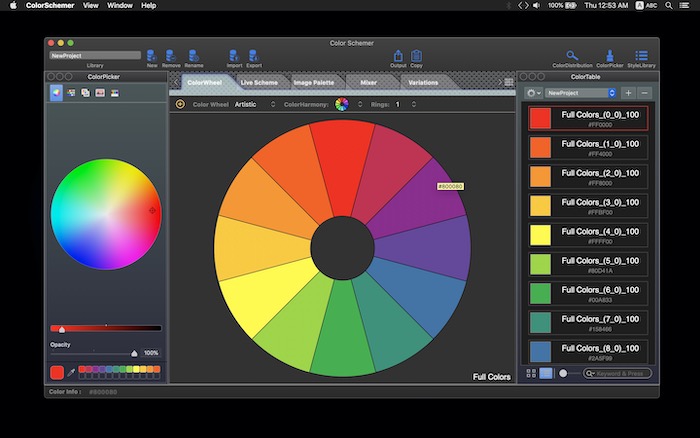 ColorSchemer View Window Help
100% Thu 12:53 AM A ABC
Color Schemer
NewProject
Library
New Remove Rename Import Export
Output Copy
ColorDistribution ColorPicker StyleLibrary
ColorPicker
ColorWheel Live Scheme Image Palette Mixer Variations
ColorTable
Color Wheel Artistic ColorHarmony: Rings: 1
NewProject
Full Colors_(0_0)_100
#FF0000
Full Colors_(1_0)_100
#FF4000
Full Colors_(2_0)_100
#FF8000
Full Colors_(3_0)_100
#FFBF00
Full Colors_(4_0)_100
#FFFF00
Full Colors_(5_0)_100
#80D41A
Full Colors_(6_0)_100
#00A833
Full Colors_(7_0)_100
#158466
Full Colors_(8_0)_100
#2A5F99
#800080
Opacity
100%
Full Colors
Keyword & Press
Color Info : #800080